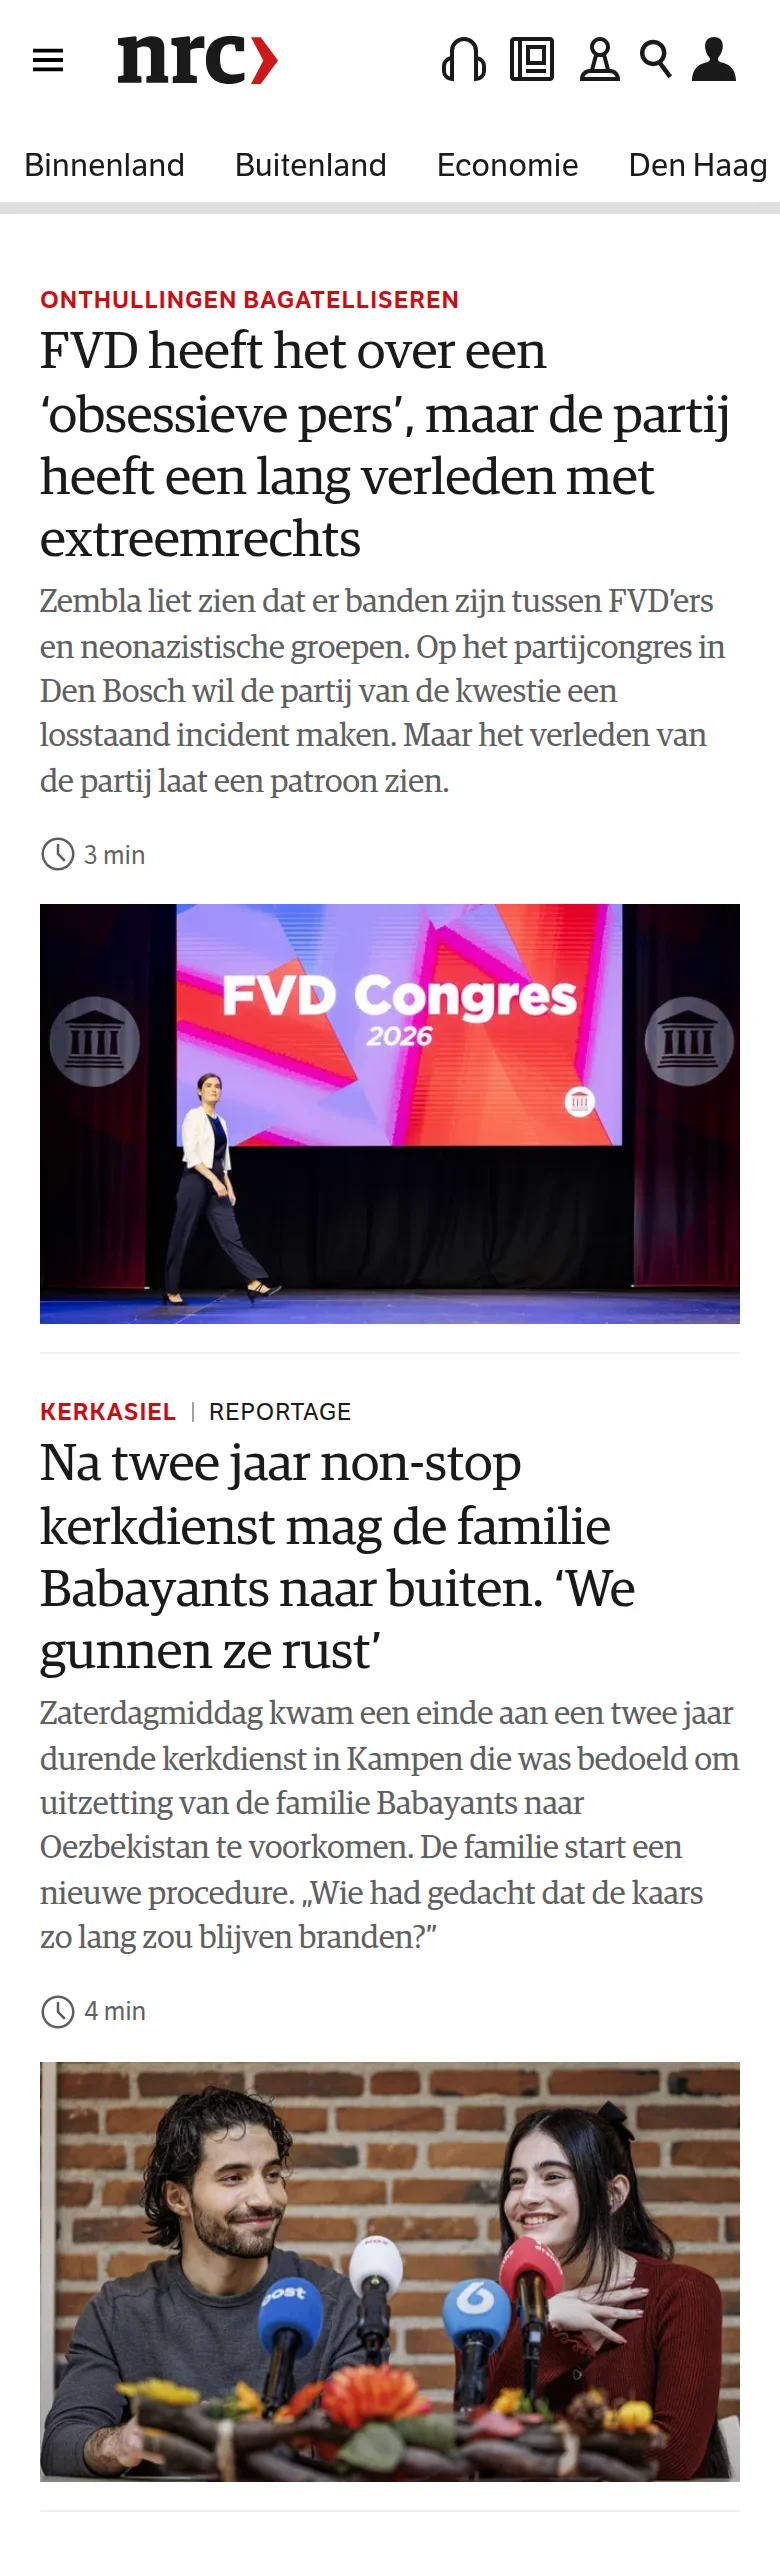 nrc
Binnenland Buitenland Economie Den Haag
ONTHULLINGEN BAGATELLISEREN
FVD heeft het over een
‘obsessieve pers’, maar de partij
heeft een lang verleden met
extreemrechts
Zembla liet zien dat er banden zijn tussen FVD’ers
en neonazistische groepen. Op het partijcongres in
Den Bosch wil de partij van de kwestie een
losstaand incident maken. Maar het verleden van
de partij laat een patroon zien.
3 min
FVD Congres
2026
KERKASIEL | REPORTAGE
Na twee jaar non-stop
kerkdienst mag de familie
Babayants naar buiten. ‘We
gunnen ze rust’
Zaterdagmiddag kwam een einde aan een twee jaar
durende kerkdienst in Kampen die was bedoeld om
uitzetting van de familie Babayants naar
Oezbekistan te voorkomen. De familie start een
nieuwe procedure. „Wie had gedacht dat de kaars
zo lang zou blijven branden?”
4 min
oost
6